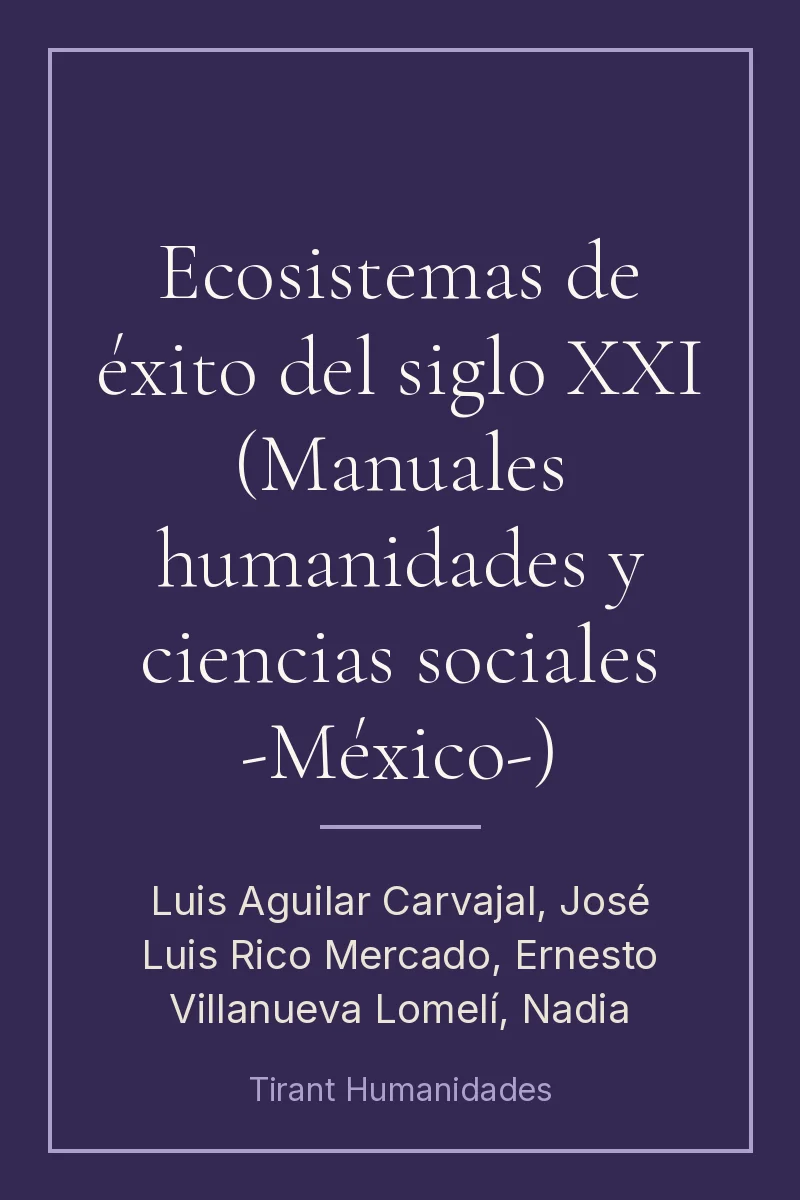 Ecosistemas de
éxito del siglo XXI
(Manuales
humanidades y
ciencias sociales
-México-)
Luis Aguilar Carvajal, José
Luis Rico Mercado, Ernesto
Villanueva Lomelí, Nadia
Tirant Humanidades